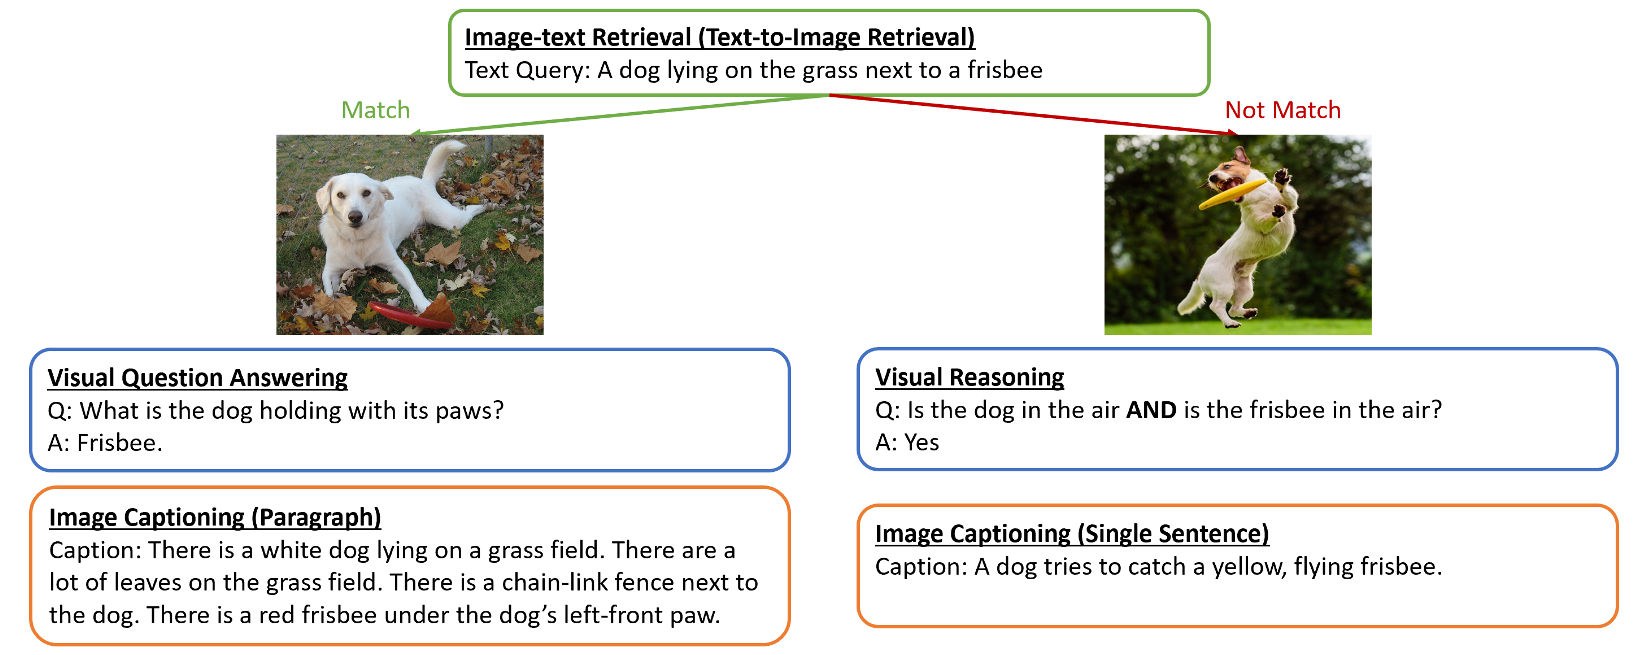 Image-text Retrieval (Text-to-Image Retrieval)
Text Query: A dog lying on the grass next to a frisbee
Match
Not Match
Visual Question Answering
Q: What is the dog holding with its paws?
A: Frisbee.
Visual Reasoning
Q: Is the dog in the air AND is the frisbee in the air?
A: Yes
Image Captioning (Paragraph)
Caption: There is a white dog lying on a grass field. There are a
lot of leaves on the grass field. There is a chain-link fence next to
the dog. There is a red frisbee under the dog’s left-front paw.
Image Captioning (Single Sentence)
Caption: A dog tries to catch a yellow, flying frisbee.